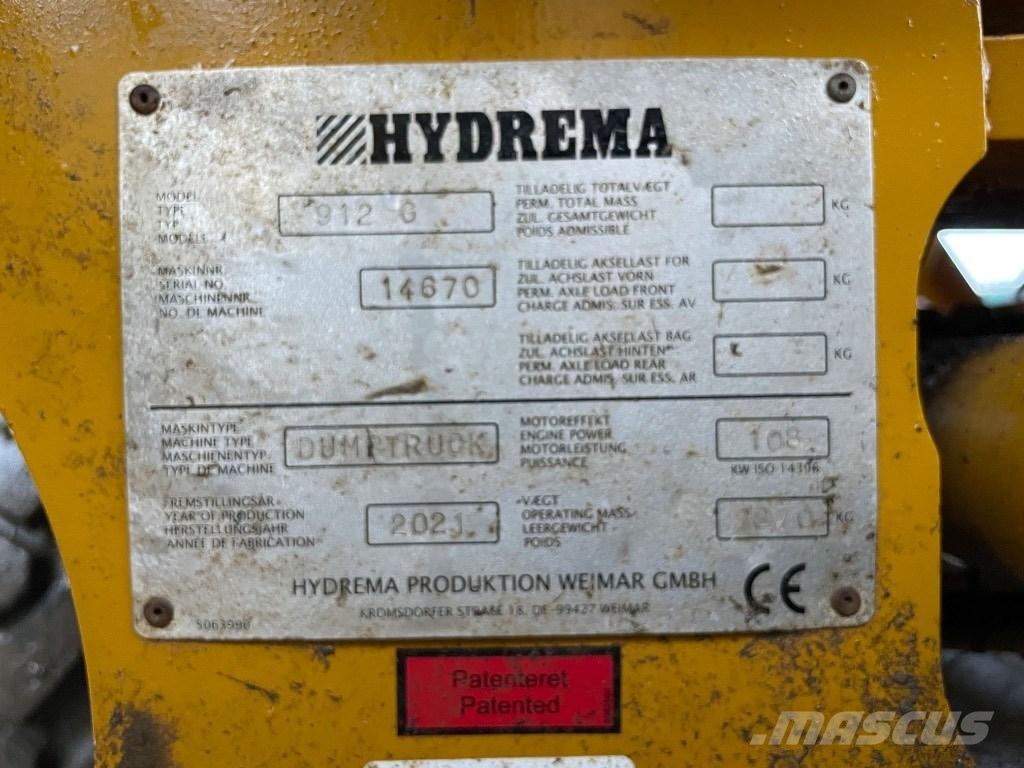 HYDREMA
MODEL
TYPE
TYP
MODELE
912 G
TILLADELIG TOTALVÆGT
PERM. TOTAL MASS
ZUL. GESAMTGEWICHT
POIDS ADMISSIBLE
KG
MASKINNR.
SERIAL NO.
MASCHINENNR.
NO. DE MACHINE
14670
TILLADELIG AKSELLAST FOR
ZUL. ACHSLAST VORN
PERM. AXLE LOAD FRONT
CHARGE ADMIS. SUR ESS. AV
KG
TILLADELIG AKSELLAST BAG
ZUL. ACHSLAST HINTEN
PERM. AXLE LOAD REAR
CHARGE ADMIS. SUR ESS. AR
KG
MASKINTYPE
MACHINE TYPE
MASCHIENENTYP
TYPE DE MACHINE
DUMPTRUCK
MOTOREFFEKT
ENGINE POWER
MOTORLEISTUNG
PUISSANCE
108
KW ISO 14396
FREMSTILLINGSÅR
YEAR OF PRODUCTION
HERSTELLUNGSJAHR
ANNÉE DE FABRICATION
2021
VÆGT
OPERATING MASS
LEERGEWICHT
POIDS
KG
HYDREMA PRODUKTION WEIMAR GMBH
KROMSDORFER STRAßE 18, DE-99427 WEIMAR
CE
5063990
Patenteret
Patented
MASCUS